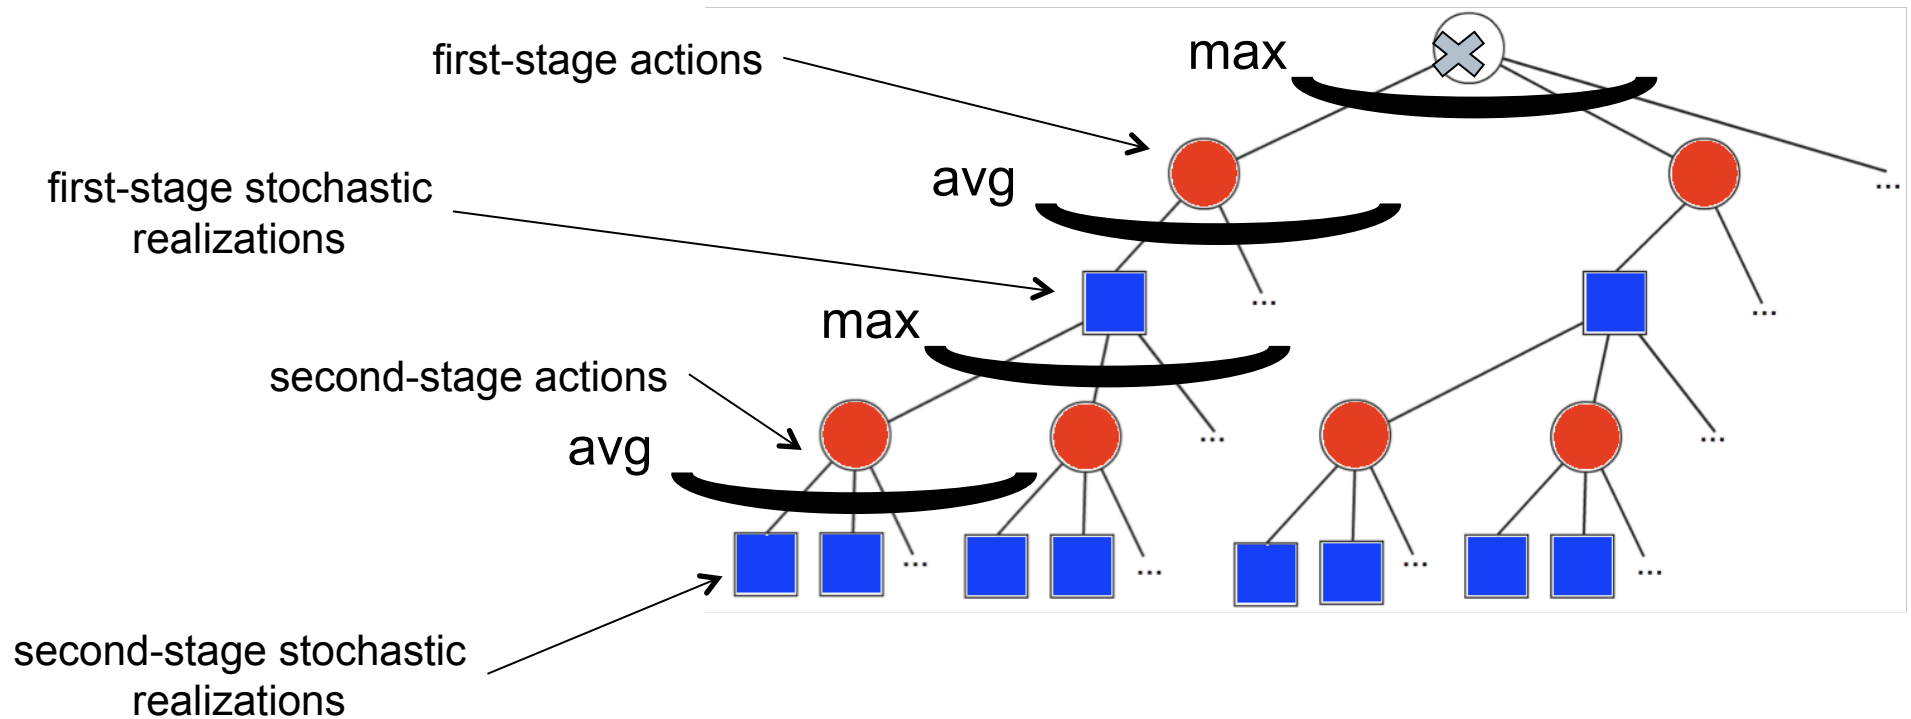 first-stage actions
max
first-stage stochastic
realizations
avg
...
...
...
max
second-stage actions
avg
...
...
...
...
...
...
second-stage stochastic
realizations